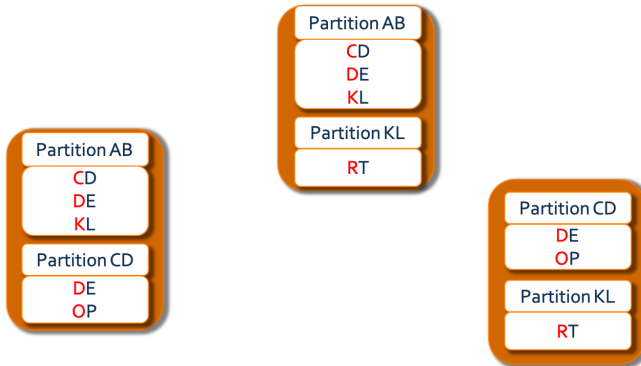 Partition AB
CD
DE
KL
Partition KL
RT
Partition AB
CD
DE
KL
Partition CD
DE
OP
Partition CD
DE
OP
Partition KL
RT